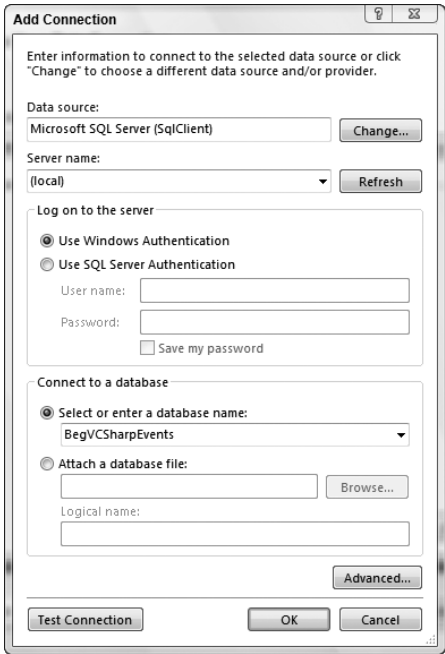 Add Connection
Enter information to connect to the selected data source or click
"Change" to choose a different data source and/or provider.
Data source:
Microsoft SQL Server (SqlClient)
Change...
Server name:
(local)
Refresh
Log on to the server
Use Windows Authentication
Use SQL Server Authentication
User name:
Password:
Save my password
Connect to a database
Select or enter a database name:
BegVCSharpEvents
Attach a database file:
Browse...
Logical name:
Advanced...
Test Connection
OK
Cancel